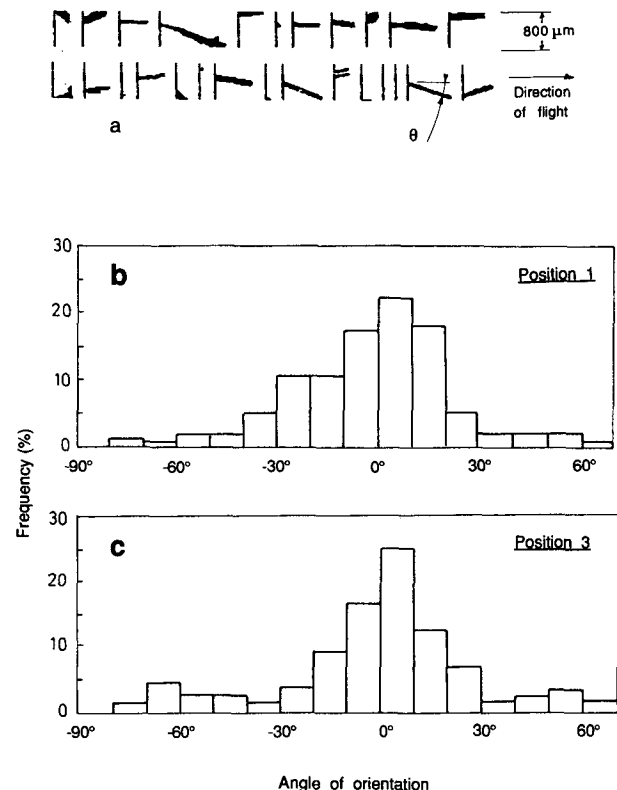 800 μm
Direction
of flight
a
θ
30
b
Position 1
20
10
0
-90° -60° -30° 0° 30° 60°
Frequency (%)
30
c
Position 3
20
10
0
-90° -60° -30° 0° 30° 60°
Angle of orientation